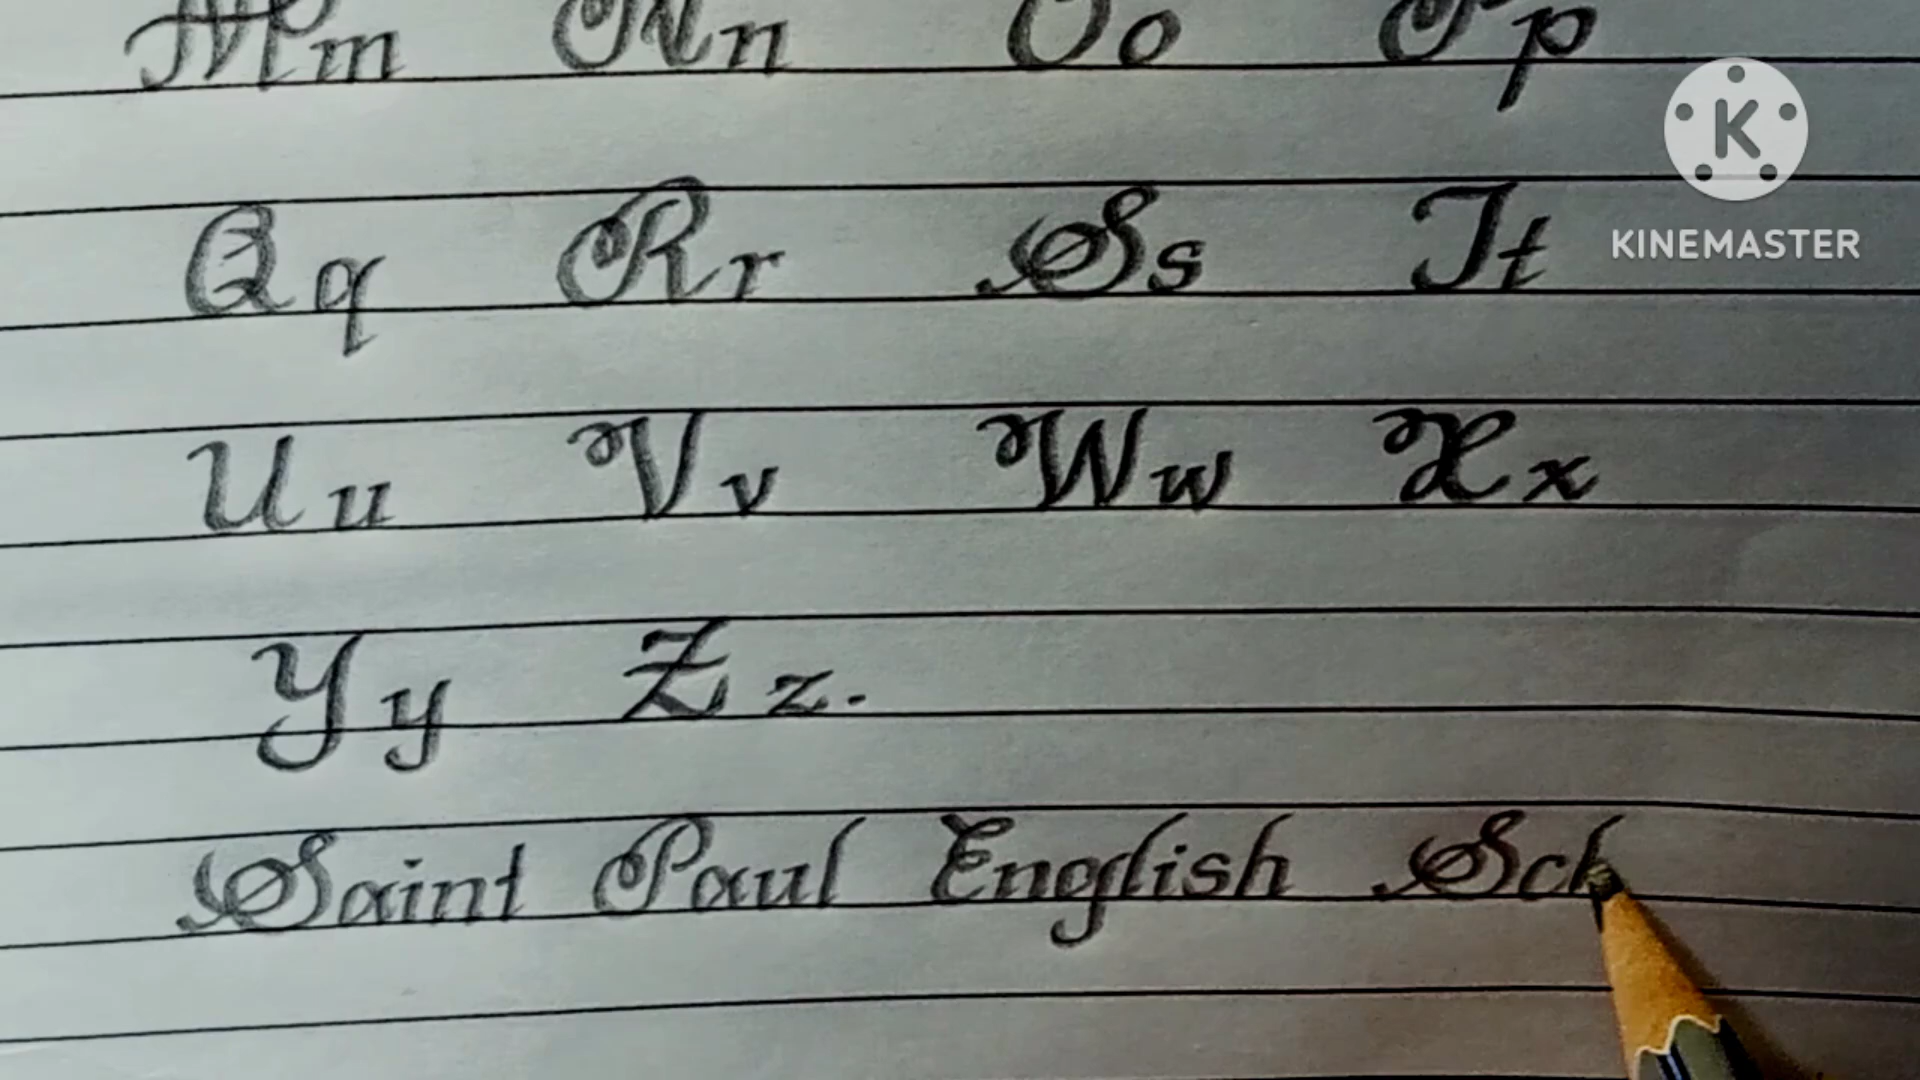 Mm Nn Oo Pp
Qq Rr Ss Tt
Uu Vv Ww Xx
Yy Zz.
Saint Paul English Sch
KINEMASTER